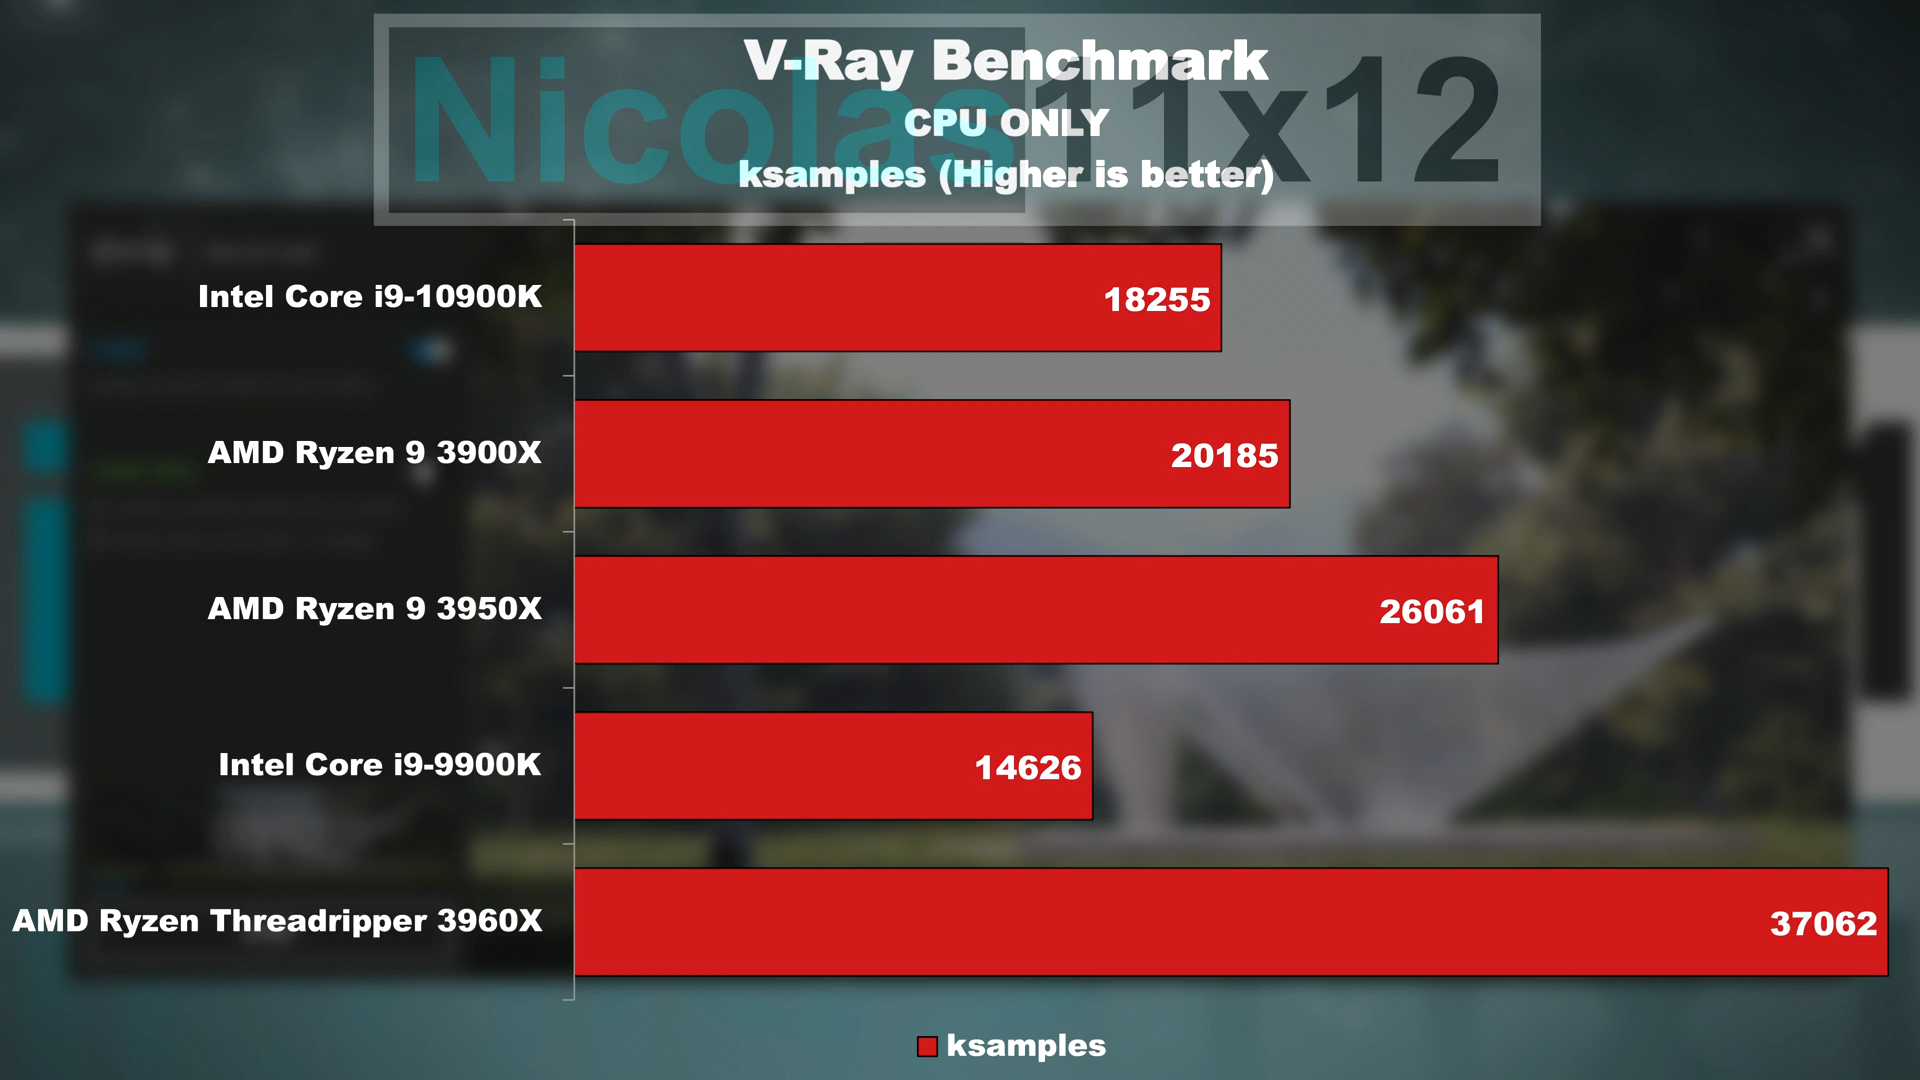 Nicolas11x12
V-Ray Benchmark
CPU ONLY
ksamples (Higher is better)
Intel Core i9-10900K 18255
AMD Ryzen 9 3900X 20185
AMD Ryzen 9 3950X 26061
Intel Core i9-9900K 14626
AMD Ryzen Threadripper 3960X 37062
ksamples